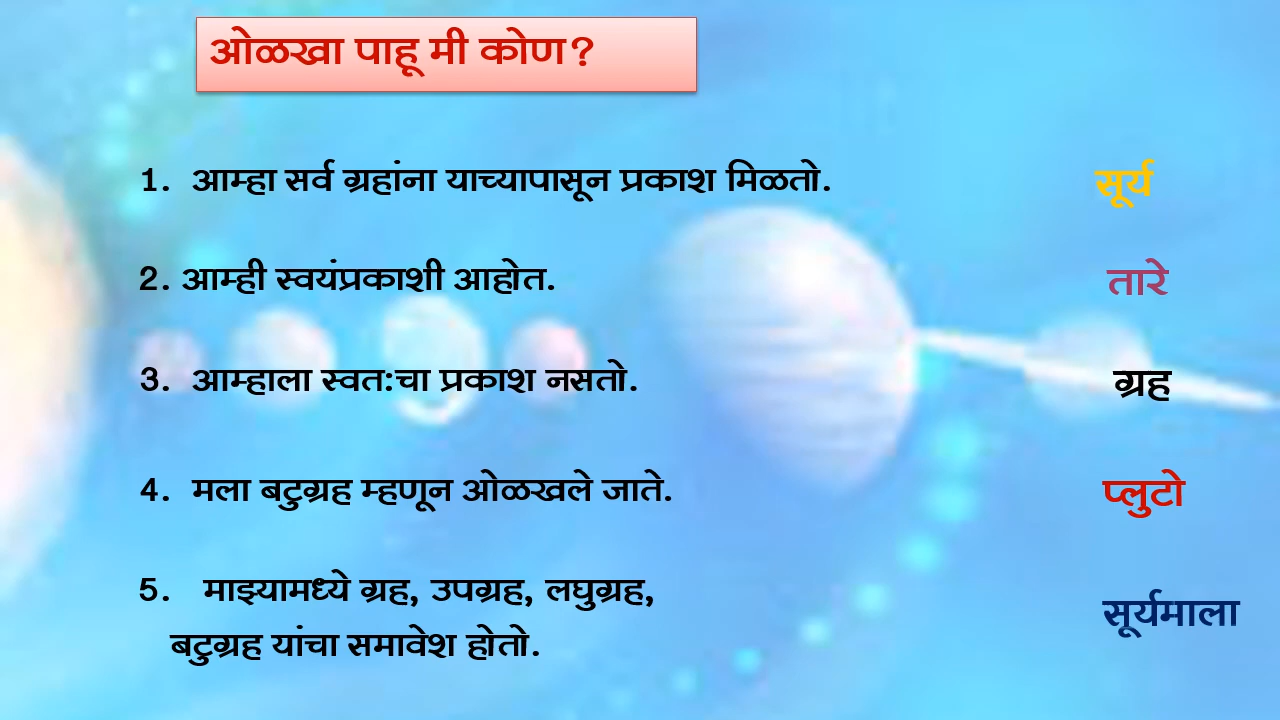 ओळखा पाहू मी कोण?
1. आम्हा सर्व ग्रहांना याच्यापासून प्रकाश मिळतो. सूर्य
2. आम्ही स्वयंप्रकाशी आहोत. तारे
3. आम्हाला स्वत:चा प्रकाश नसतो. ग्रह
4. मला बटुग्रह म्हणून ओळखले जाते. प्लुटो
5. माझ्यामध्ये ग्रह, उपग्रह, लघुग्रह,
बटुग्रह यांचा समावेश होतो. सूर्यमाला